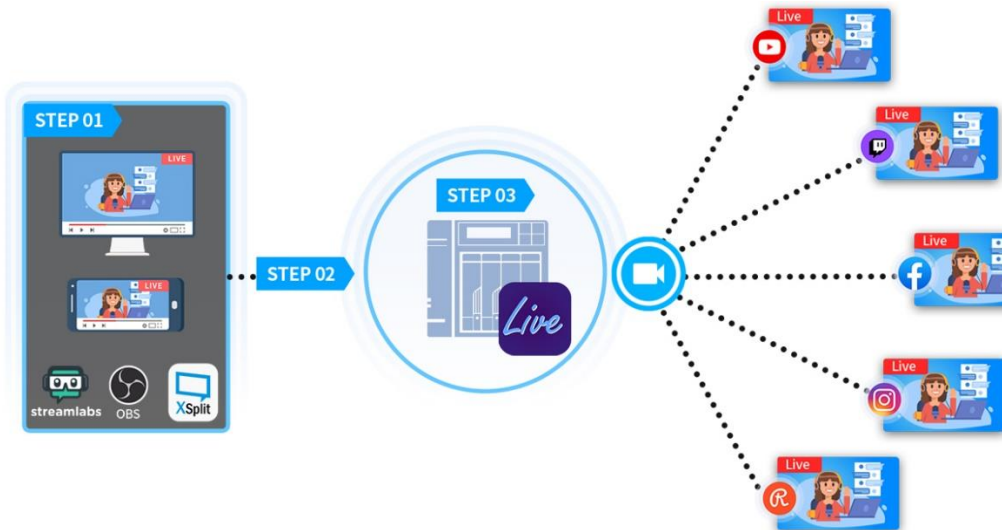 STEP 01
LIVE
LIVE
streamlabs
OBS
XSplit
STEP 02
STEP 03
Live
Live
Live
Live
Live
Live